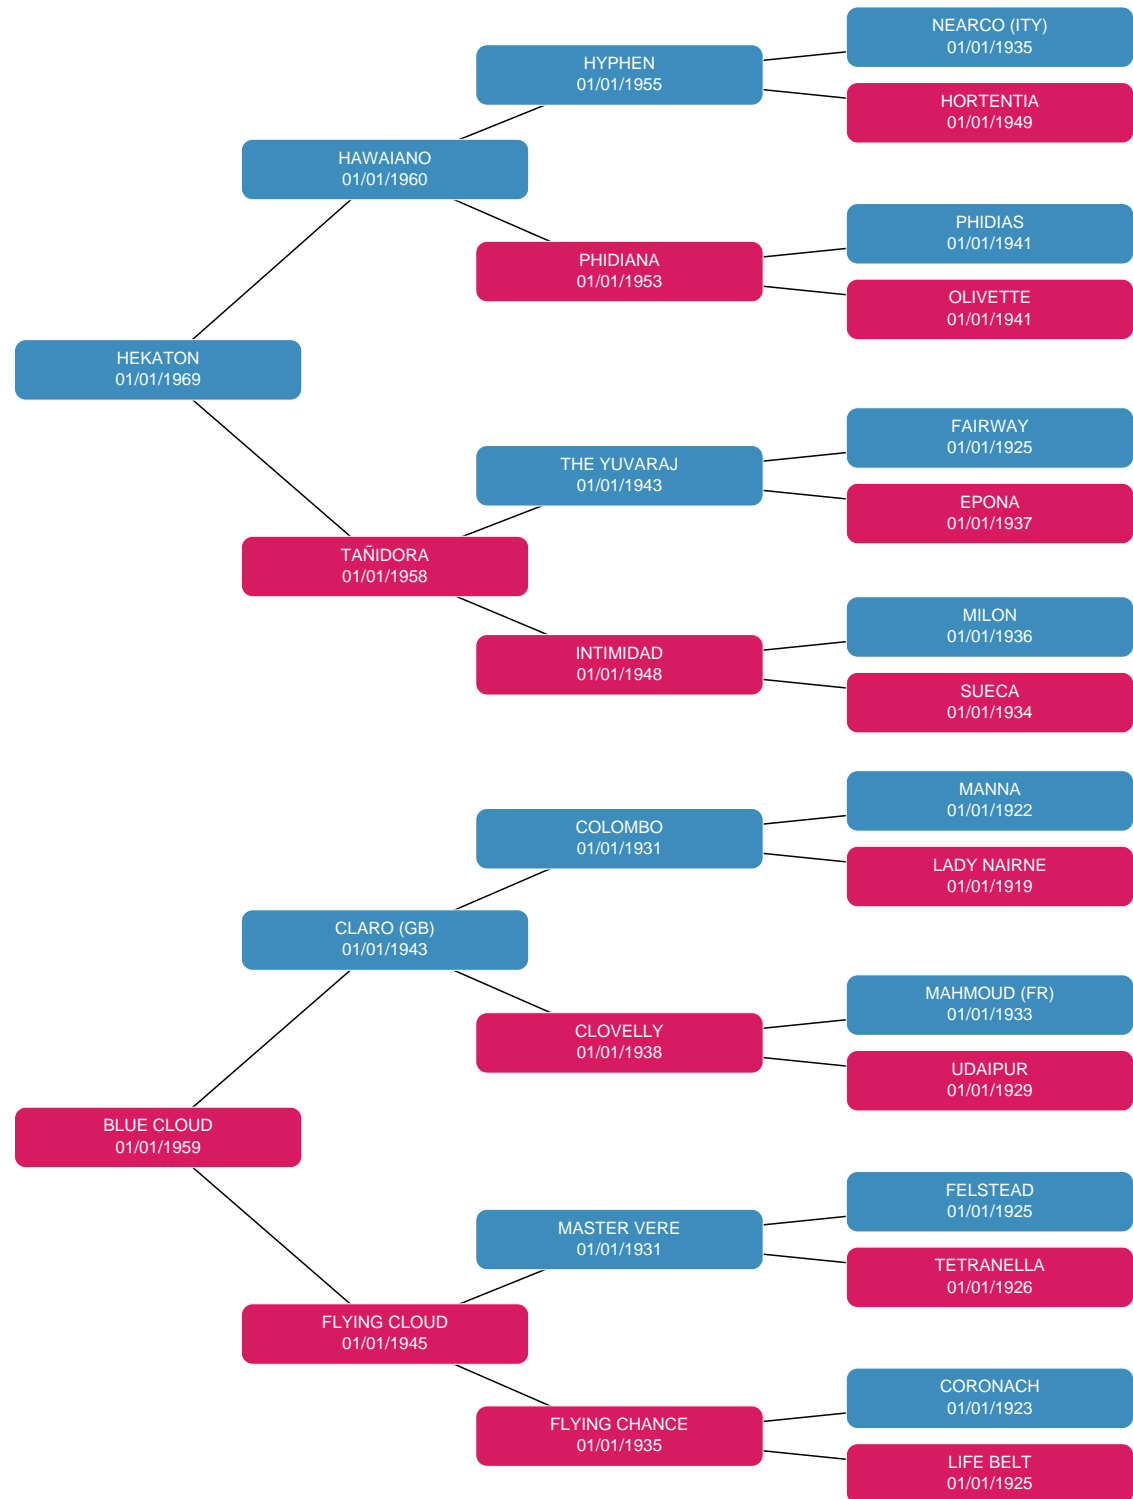 NEARCO (ITY)
01/01/1935
HYPHEN
01/01/1955
HORTENTIA
01/01/1949
HAWAIANO
01/01/1960
PHIDIAS
01/01/1941
PHIDIANA
01/01/1953
OLIVETTE
01/01/1941
HEKATON
01/01/1969
FAIRWAY
01/01/1925
THE YUVARAJ
01/01/1943
EPONA
01/01/1937
TAÑIDORA
01/01/1958
MILON
01/01/1936
INTIMIDAD
01/01/1948
SUECA
01/01/1934
MANNA
01/01/1922
COLOMBO
01/01/1931
LADY NAIRNE
01/01/1919
CLARO (GB)
01/01/1943
MAHMOUD (FR)
01/01/1933
CLOVELLY
01/01/1938
UDAIPUR
01/01/1929
BLUE CLOUD
01/01/1959
FELSTEAD
01/01/1925
MASTER VERE
01/01/1931
TETRANELLA
01/01/1926
FLYING CLOUD
01/01/1945
CORONACH
01/01/1923
FLYING CHANCE
01/01/1935
LIFE BELT
01/01/1925